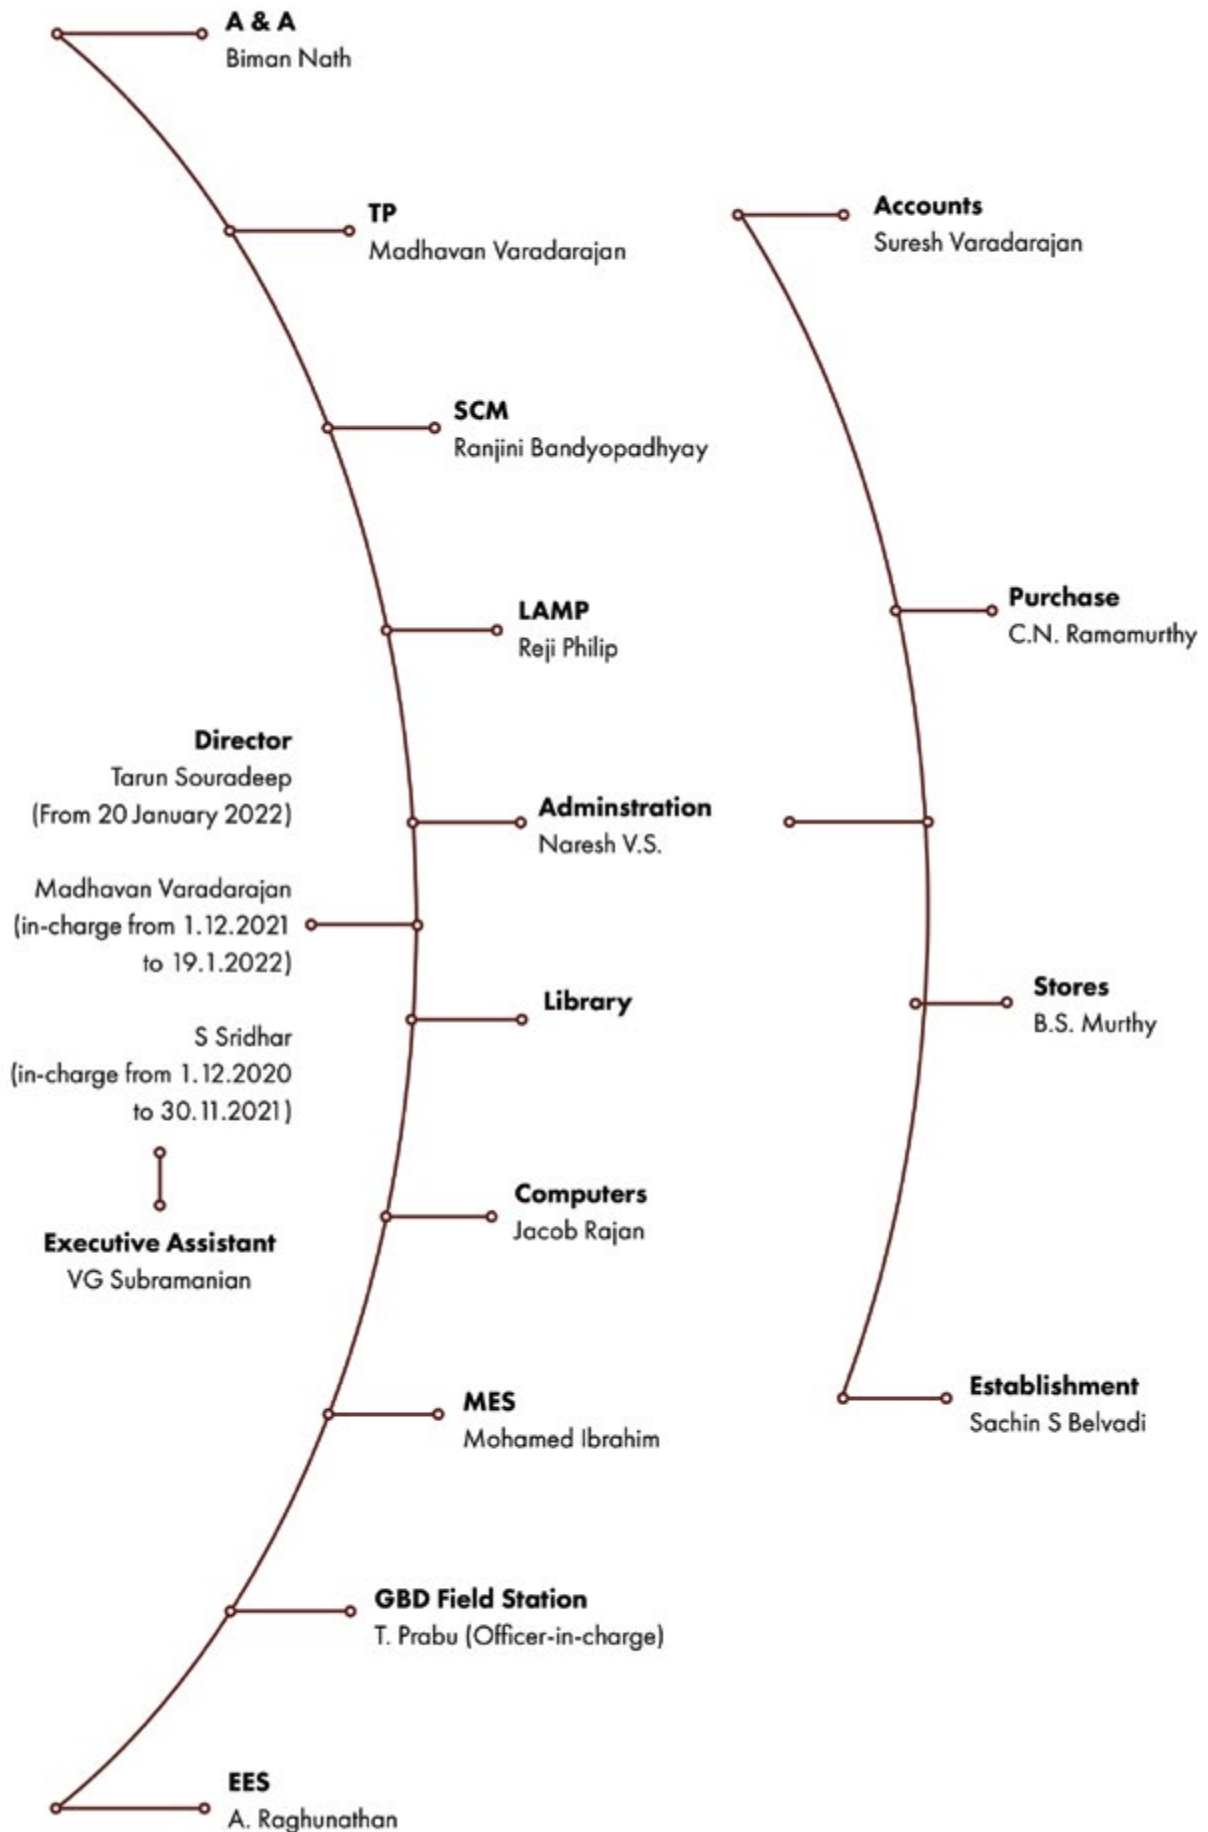 A & A
Biman Nath
TP
Madhavan Varadarajan
SCM
Ranjini Bandyopadhyay
LAMP
Reji Philip
Director
Tarun Souradeep
(From 20 January 2022)
Madhavan Varadarajan
(in-charge from 1.12.2021
to 19.1.2022)
S Sridhar
(in-charge from 1.12.2020
to 30.11.2021)
Executive Assistant
VG Subramanian
Adminstration
Naresh V.S.
Library
Computers
Jacob Rajan
MES
Mohamed Ibrahim
GBD Field Station
T. Prabu (Officer-in-charge)
EES
A. Raghunathan
Accounts
Suresh Varadarajan
Purchase
C.N. Ramamurthy
Stores
B.S. Murthy
Establishment
Sachin S Belvadi